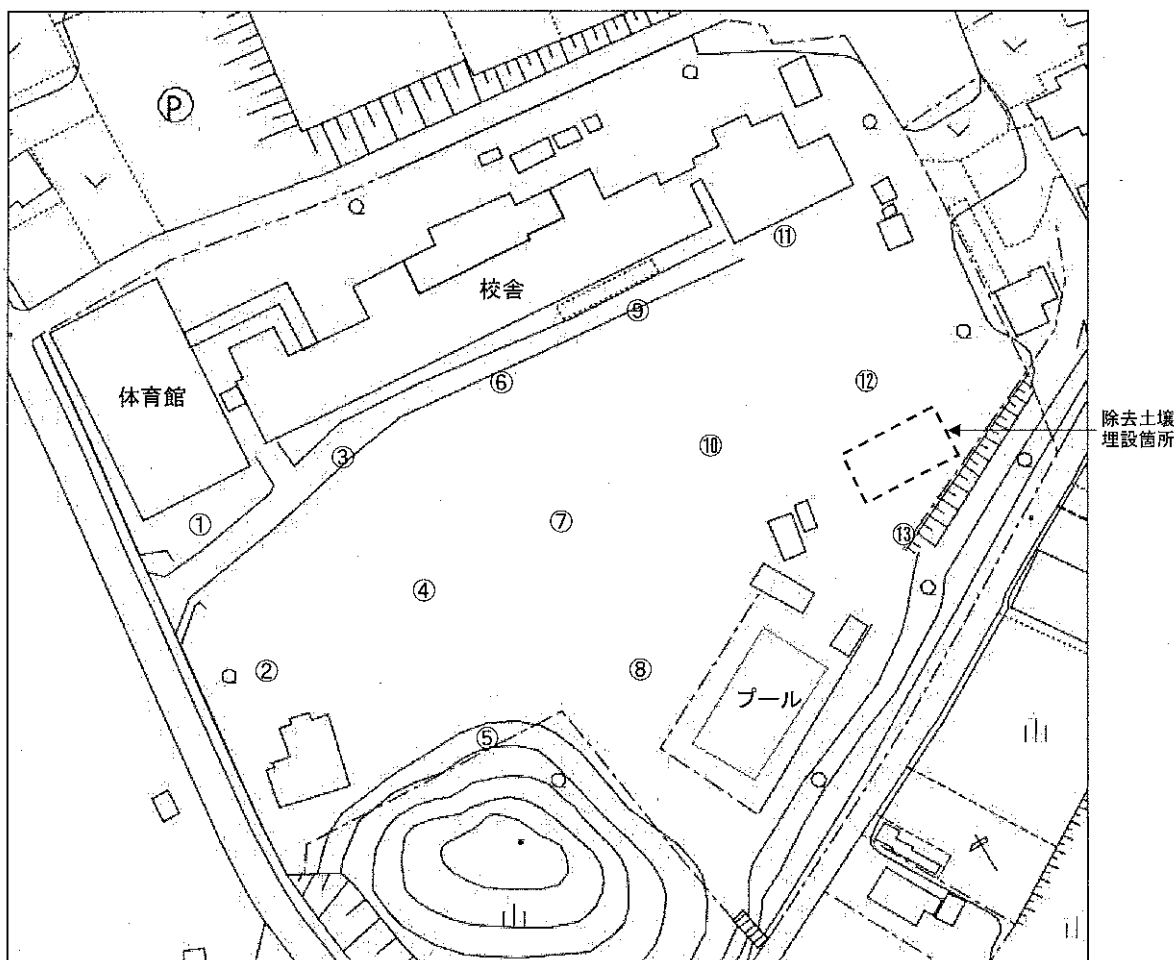 P
校舎
体育館
プール
除去土壌
埋設箇所
①
②
③
④
⑤
⑥
⑦
⑧
⑨
⑩
⑪
⑫
⑬